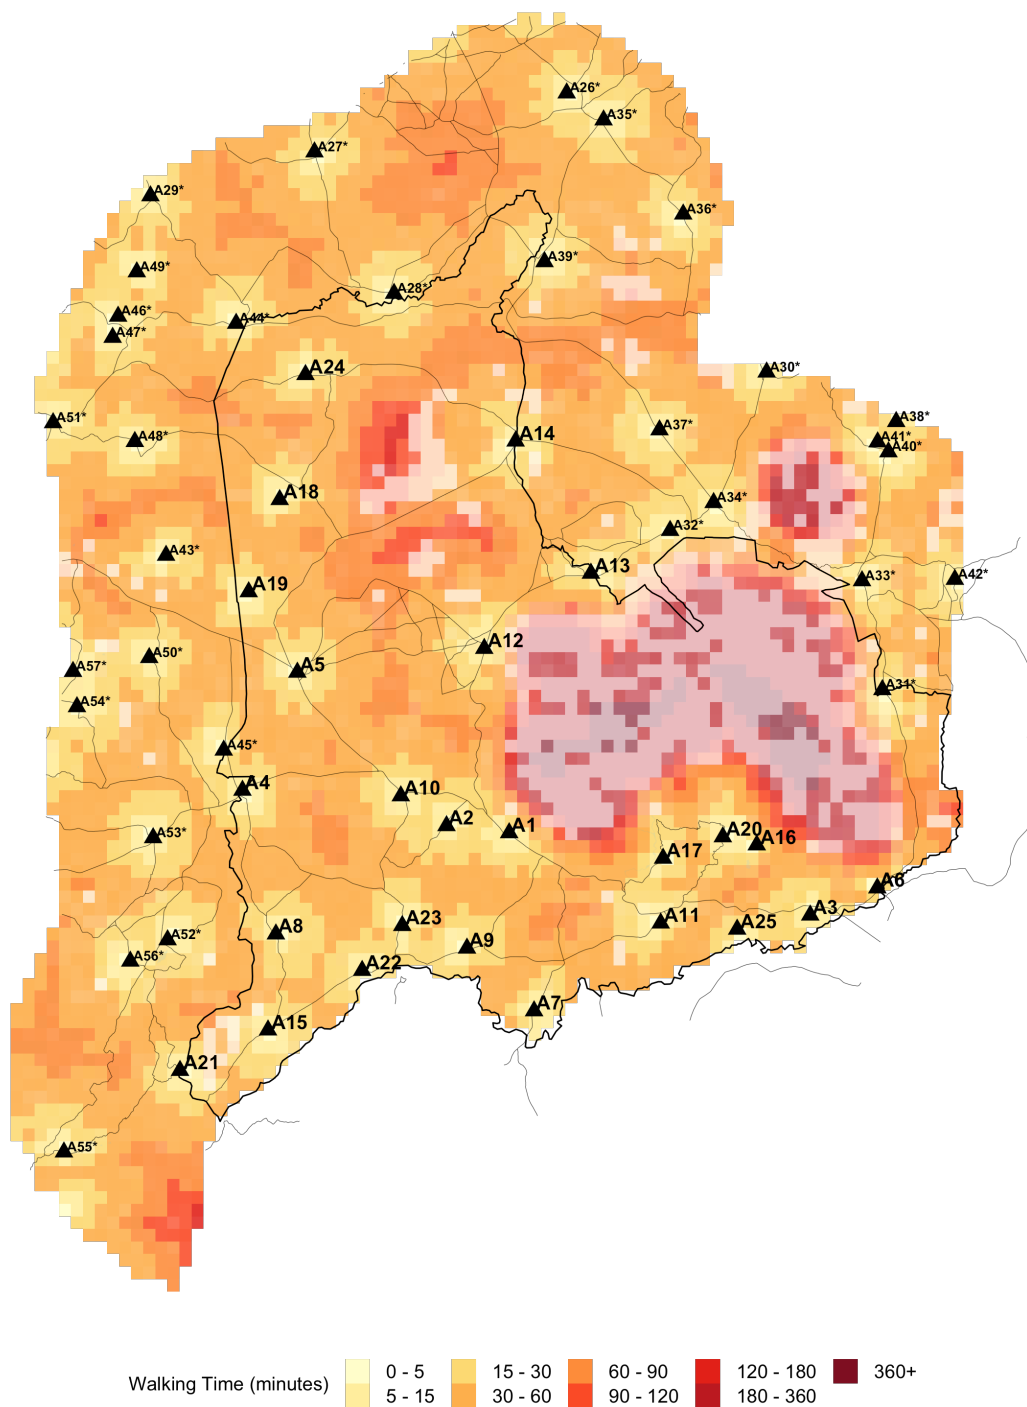 A26*
A35*
A27*
A29*
A36*
A39*
A49*
A28*
A46*
A44*
A47*
A24
A30*
A51*
A38*
A37*
A48*
A14
A41*
A40*
A18
A34*
A32*
A43*
A13
A33*
A42*
A19
A12
A50*
A5
A57*
A31*
A54*
A45*
A4
A10
A2
A1
A53*
A20
A16
A17
A6
A3
A11
A25
A23
A8
A52*
A9
A56*
A22
A7
A15
A21
A55*
Walking Time (minutes)
0 - 5
5 - 15
15 - 30
30 - 60
60 - 90
90 - 120
120 - 180
180 - 360
360+